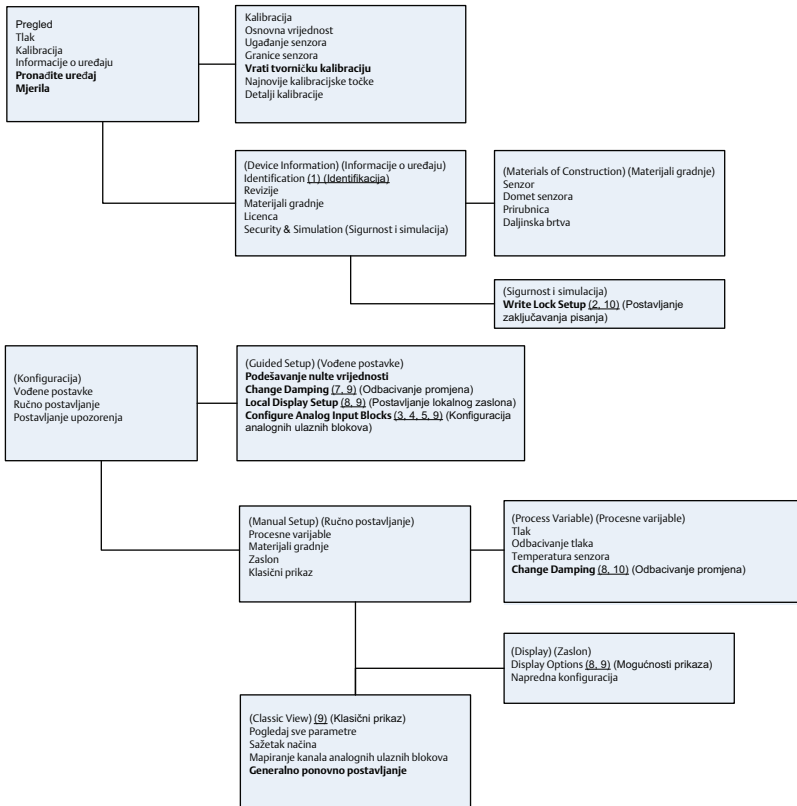 Pregled
Tlak
Kalibracija
Informacije o uređaju
Pronađite uređaj
Mjerila
Kalibracija
Osnovna vrijednost
Ugađanje senzora
Granice senzora
Vrati tvorničku kalibraciju
Najnovije kalibracijske točke
Detalji kalibracije
(Device Information) (Informacije o uređaju)
Identification (1) (Identifikacija)
Revizije
Materijali gradnje
Licenca
Security & Simulation (Sigurnost i simulacija)
(Materials of Construction) (Materijali gradnje)
Senzor
Domet senzora
Prirubnica
Daljinska brtva
(Sigurnost i simulacija)
Write Lock Setup (2, 10) (Postavljanje
zaključavanja pisanja)
(Konfiguracija)
Vođene postavke
Ručno postavljanje
Postavljanje upozorenja
(Guided Setup) (Vođene postavke)
Podešavanje nulte vrijednosti
Change Damping (7, 9) (Odbacivanje promjena)
Local Display Setup (8, 9) (Postavljanje lokalnog zaslona)
Configure Analog Input Blocks (3, 4, 5, 9) (Konfiguracija
analognih ulaznih blokova)
(Manual Setup) (Ručno postavljanje)
Procesne varijable
Materijali gradnje
Zaslon
Klasični prikaz
(Process Variable) (Procesne varijable)
Tlak
Odbacivanje tlaka
Temperatura senzora
Change Damping (8, 10) (Odbacivanje promjena)
(Display) (Zaslon)
Display Options (8, 9) (Mogućnosti prikaza)
Napredna konfiguracija
(Classic View) (9) (Klasični prikaz)
Pogledaj sve parametre
Sažetak načina
Mapiranje kanala analognih ulaznih blokova
Generalno ponovno postavljanje